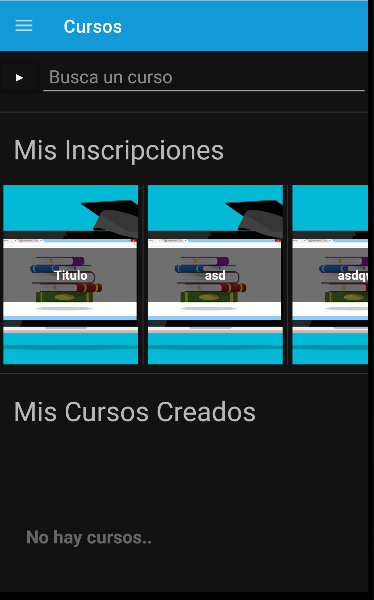 Cursos
Busca un curso
Mis Inscripciones
Titulo
asd
Mis Cursos Creados
No hay cursos..